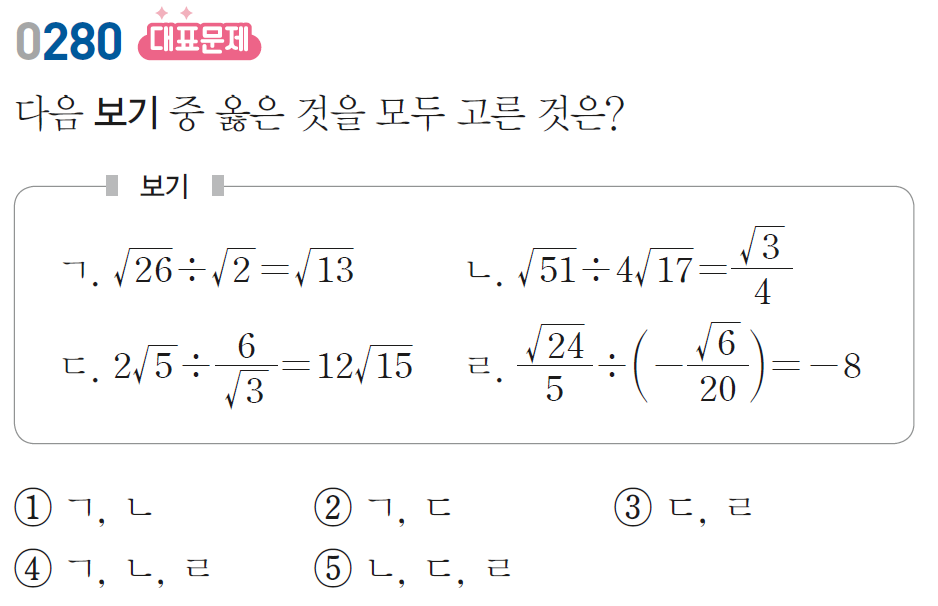 0280 대표문제
다음 보기 중 옳은 것을 모두 고른 것은?
보기
ㄱ. √26÷√2=√13 ㄴ. √51÷4√17=√3/4
ㄷ. 2√5÷6/√3=12√15 ㄹ. √24/5÷(-√6/20)=-8
① ㄱ, ㄴ ② ㄱ, ㄷ ③ ㄷ, ㄹ
④ ㄱ, ㄴ, ㄹ ⑤ ㄴ, ㄷ, ㄹ